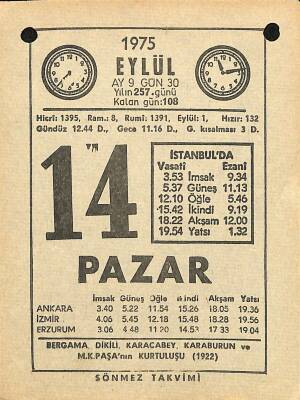 1975
EYLÜL
AY 9 GÜN 30
Yılın 257. günü
Kalan gün: 108
Hicrî: 1395, Ram.: 8, Rumî: 1391, Eylül: 1, Hızır: 132
Gündüz 12.44 D., Gece 11.16 D., G. kısalması: 3 D.
14
İSTANBUL'DA
Vasatî Ezanî
3.53 İmsak 9.34
5.37 Güneş 11.13
12.10 Öğle 5.46
15.42 İkindi 9.19
18.22 Akşam 12.00
19.54 Yatsı 1.32
PAZAR
İmsak Güneş Öğle İkindi Akşam Yatsı
ANKARA 3.40 5.22 11.54 15.26 18.05 19.36
İZMİR 4.06 5.45 12.18 15.48 18.28 19.56
ERZURUM 3.06 4.48 11.20 14.53 17.33 19.04
BERGAMA, DİKİLİ, KARACABEY, KARABURUN ve
M.K.PAŞA'nın KURTULUŞU (1922)
SÖNMEZ TAKVİMİ